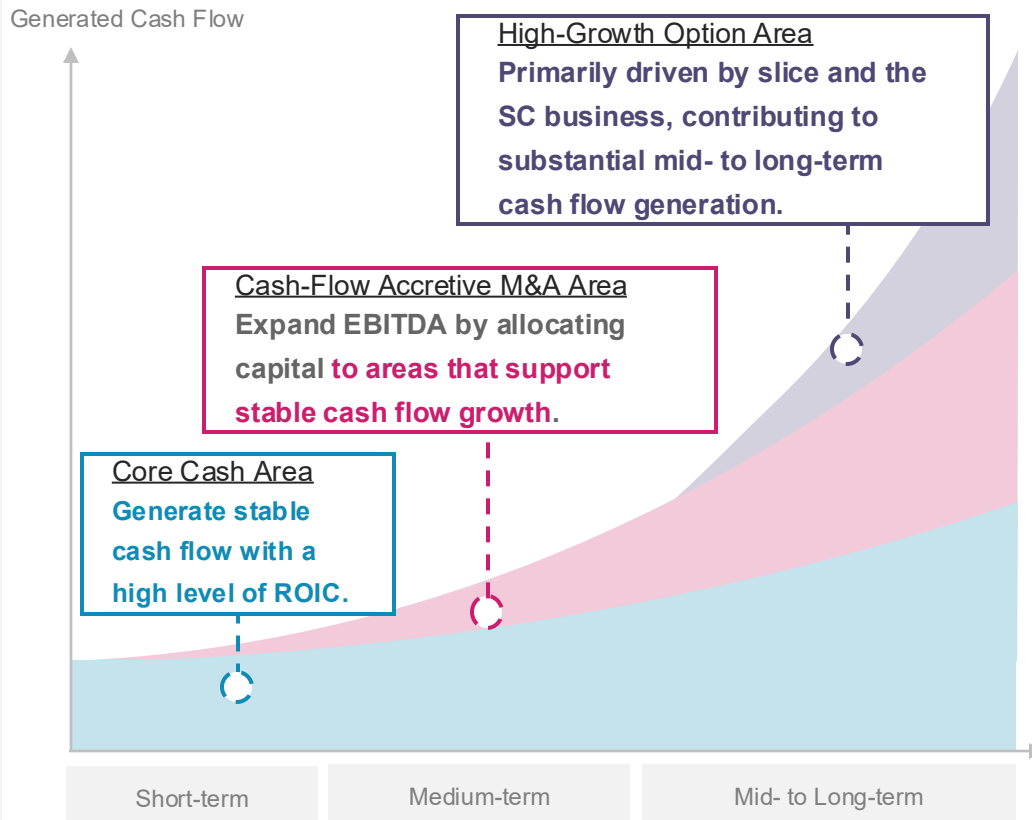 Generated Cash Flow
High-Growth Option Area
Primarily driven by slice and the
SC business, contributing to
substantial mid- to long-term
cash flow generation.
Cash-Flow Accretive M&A Area
Expand EBITDA by allocating
capital to areas that support
stable cash flow growth.
Core Cash Area
Generate stable
cash flow with a
high level of ROIC.
Short-term
Medium-term
Mid- to Long-term